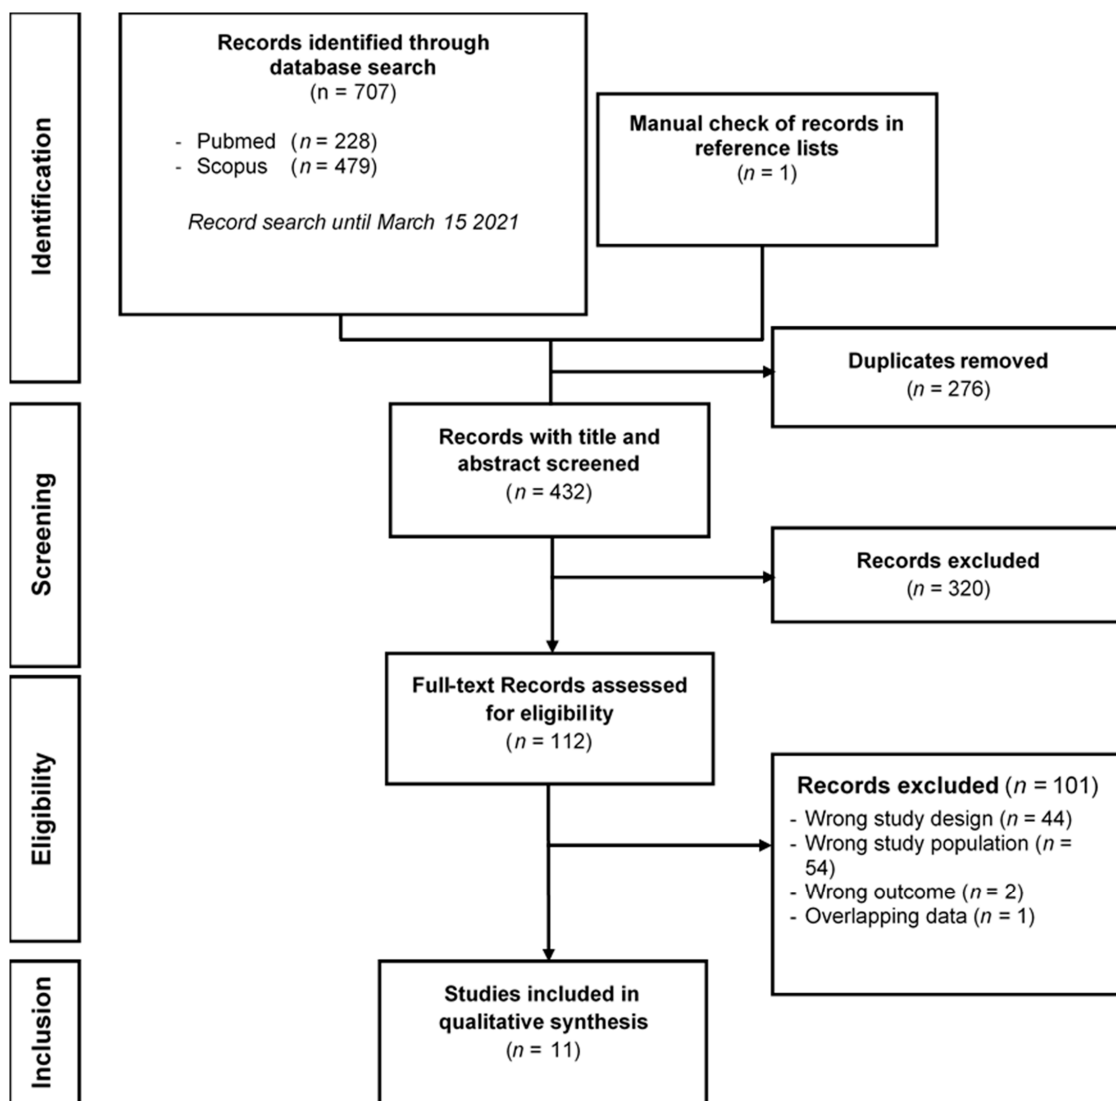 Identification
Records identified through
database search
(n = 707)
- Pubmed (n = 228)
- Scopus (n = 479)
Record search until March 15 2021
Manual check of records in
reference lists
(n = 1)
Duplicates removed
(n = 276)
Screening
Records with title and
abstract screened
(n = 432)
Records excluded
(n = 320)
Eligibility
Full-text Records assessed
for eligibility
(n = 112)
Records excluded (n = 101)
- Wrong study design (n = 44)
- Wrong study population (n =
54)
- Wrong outcome (n = 2)
- Overlapping data (n = 1)
Inclusion
Studies included in
qualitative synthesis
(n = 11)